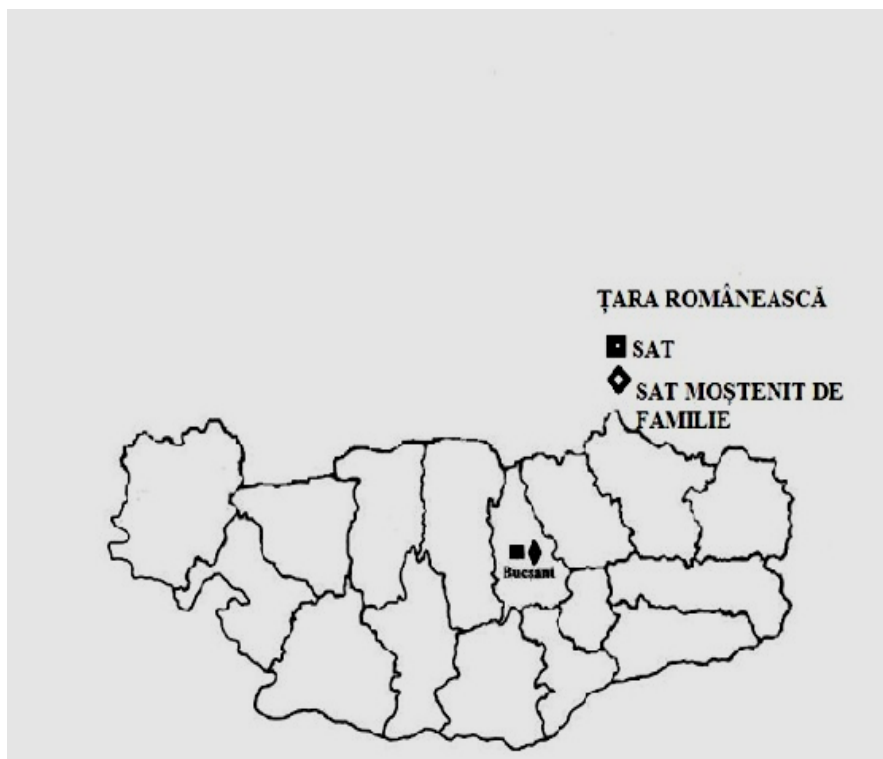 ȚARA ROMÂNEASCĂ
SAT
SAT MOȘTENIT DE
FAMILIE
Bucșani